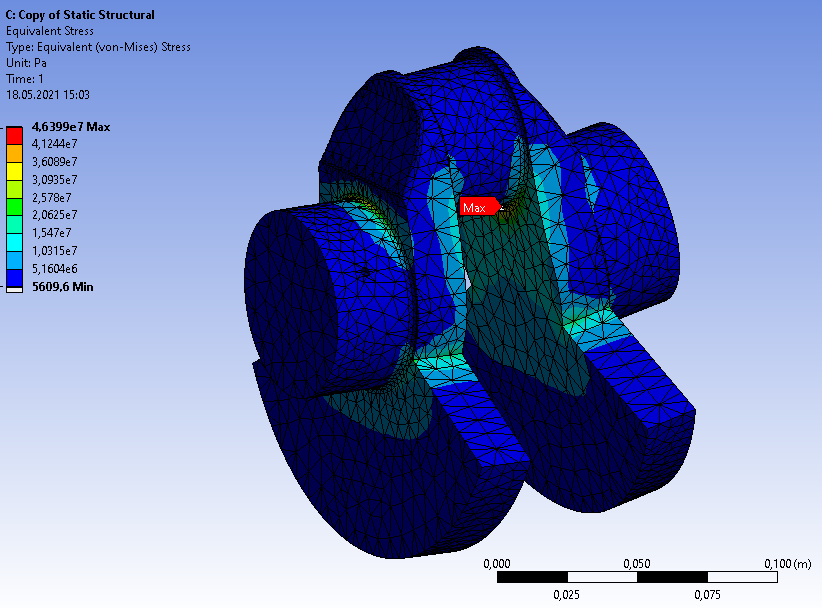 C: Copy of Static Structural
Equivalent Stress
Type: Equivalent (von-Mises) Stress
Unit: Pa
Time: 1
18.05.2021 15:03
4,6399e7 Max
4,1244e7
3,6089e7
3,0935e7
2,578e7
2,0625e7
1,547e7
1,0315e7
5,1604e6
5609,6 Min
Max
0,000 0,050 0,100 (m)
0,025 0,075